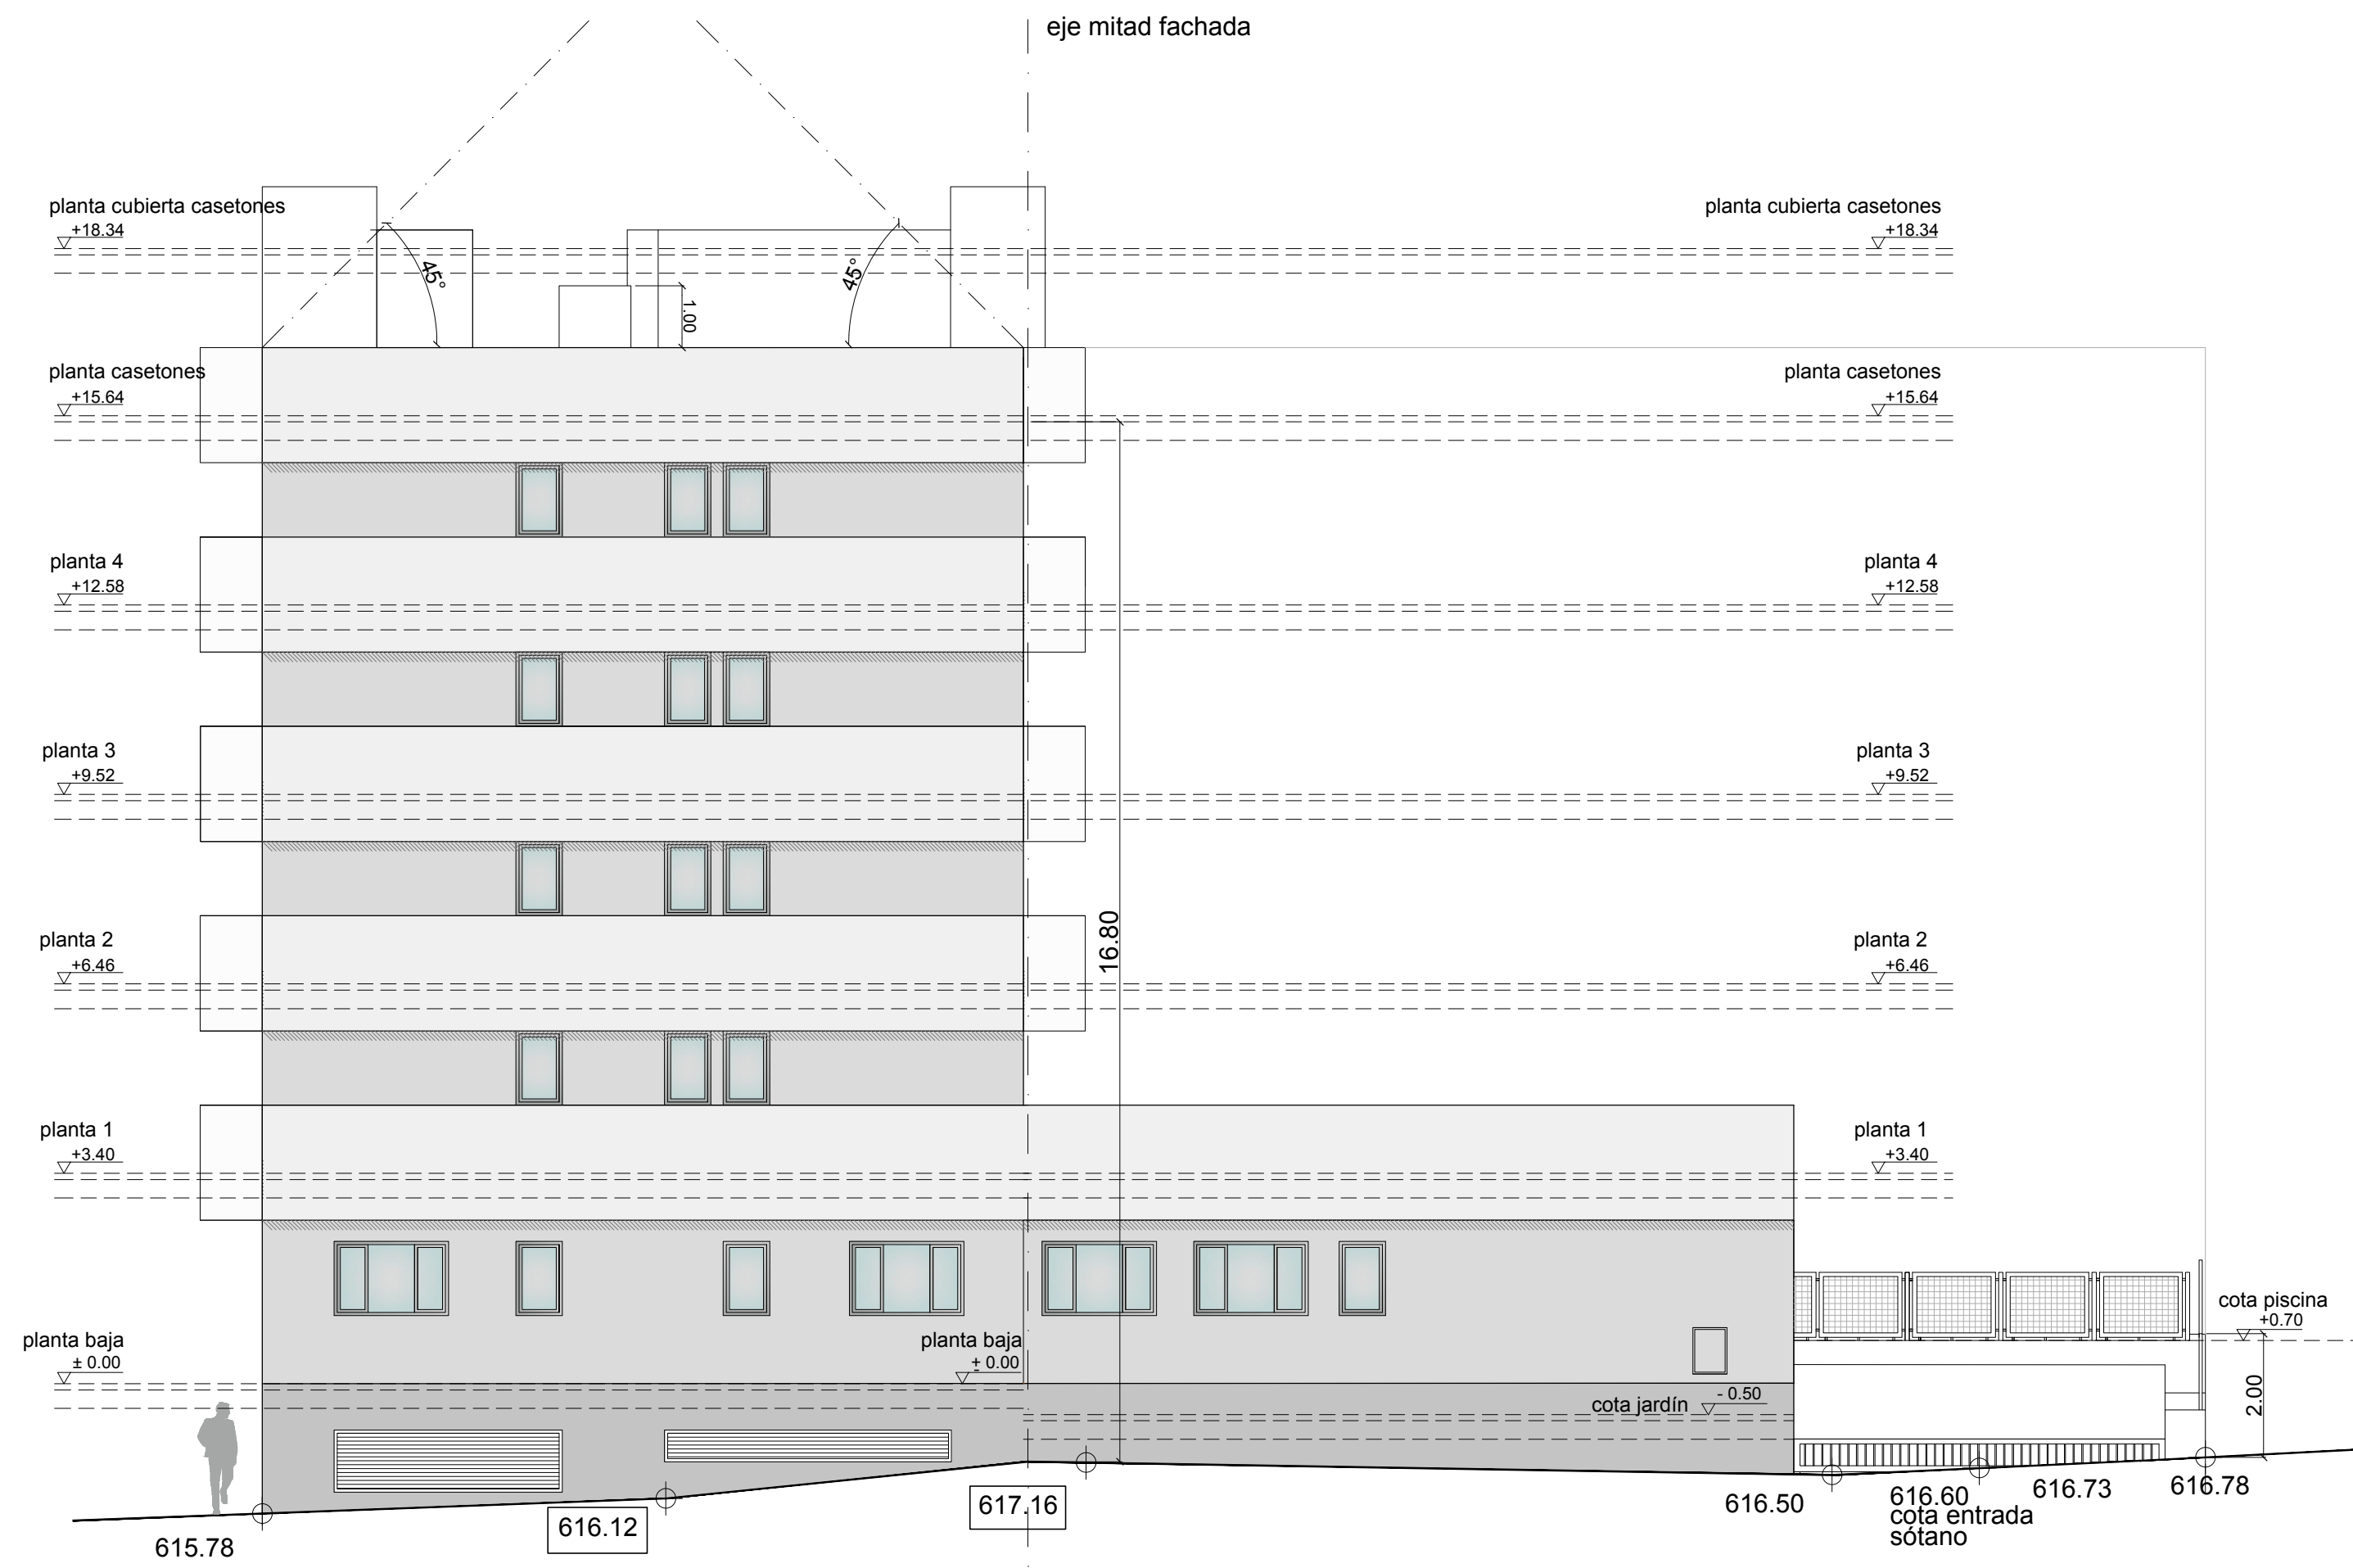 eje mitad fachada
planta cubierta casetones
+18.34
planta cubierta casetones
+18.34
45°
45°
1.00
planta casetones
+15.64
planta casetones
+15.64
planta 4
+12.58
planta 4
+12.58
planta 3
+9.52
planta 3
+9.52
16.80
planta 2
+6.46
planta 2
+6.46
planta 1
+3.40
planta 1
+3.40
cota piscina
+0.70
planta baja
± 0.00
planta baja
± 0.00
- 0.50
cota jardín
2.00
615.78
616.12
617.16
616.50
616.60
cota entrada
sótano
616.73
616.78